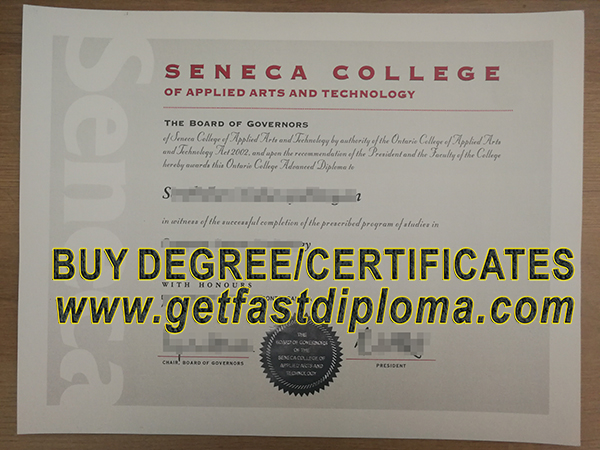 Seneca
SENECA COLLEGE
OF APPLIED ARTS AND TECHNOLOGY
THE BOARD OF GOVERNORS
of Seneca College of Applied Arts and Technology by authority of the Ontario College of Applied Arts
and Technology Act 2002, and upon the recommendation of the President and the Faculty of the College
hereby awards this Ontario College Advanced Diploma to
in witness of the successful completion of the prescribed program of studies in
BUY DEGREE/CERTIFICATES
WITH HONOURS
www.getfastdiploma.com
THE
BOARD OF GOVERNORS
OF THE
SENECA COLLEGE OF
APPLIED ARTS AND
TECHNOLOGY
CHAIR, BOARD OF GOVERNORS
PRESIDENT